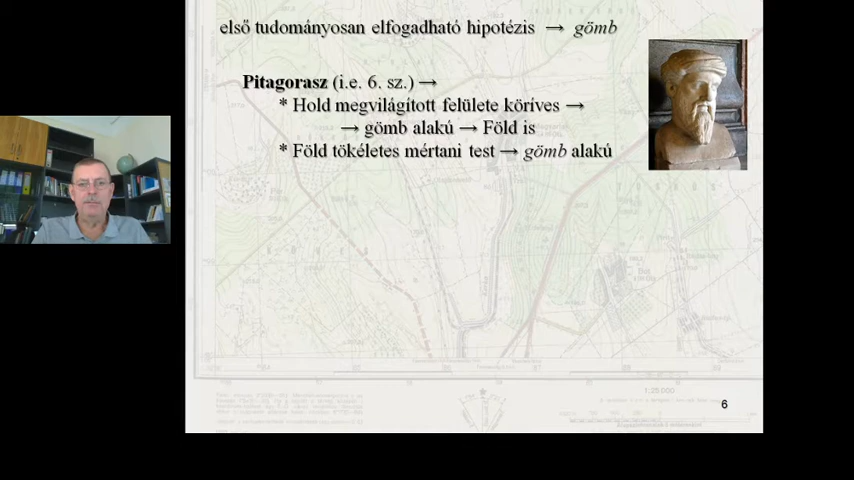 első tudományosan elfogadható hipotézis → gömb
Pitagorasz (i.e. 6. sz.) →
* Hold megvilágított felülete köríves →
→ gömb alakú → Föld is
* Föld tökéletes mértani test → gömb alakú
1:25,000
6